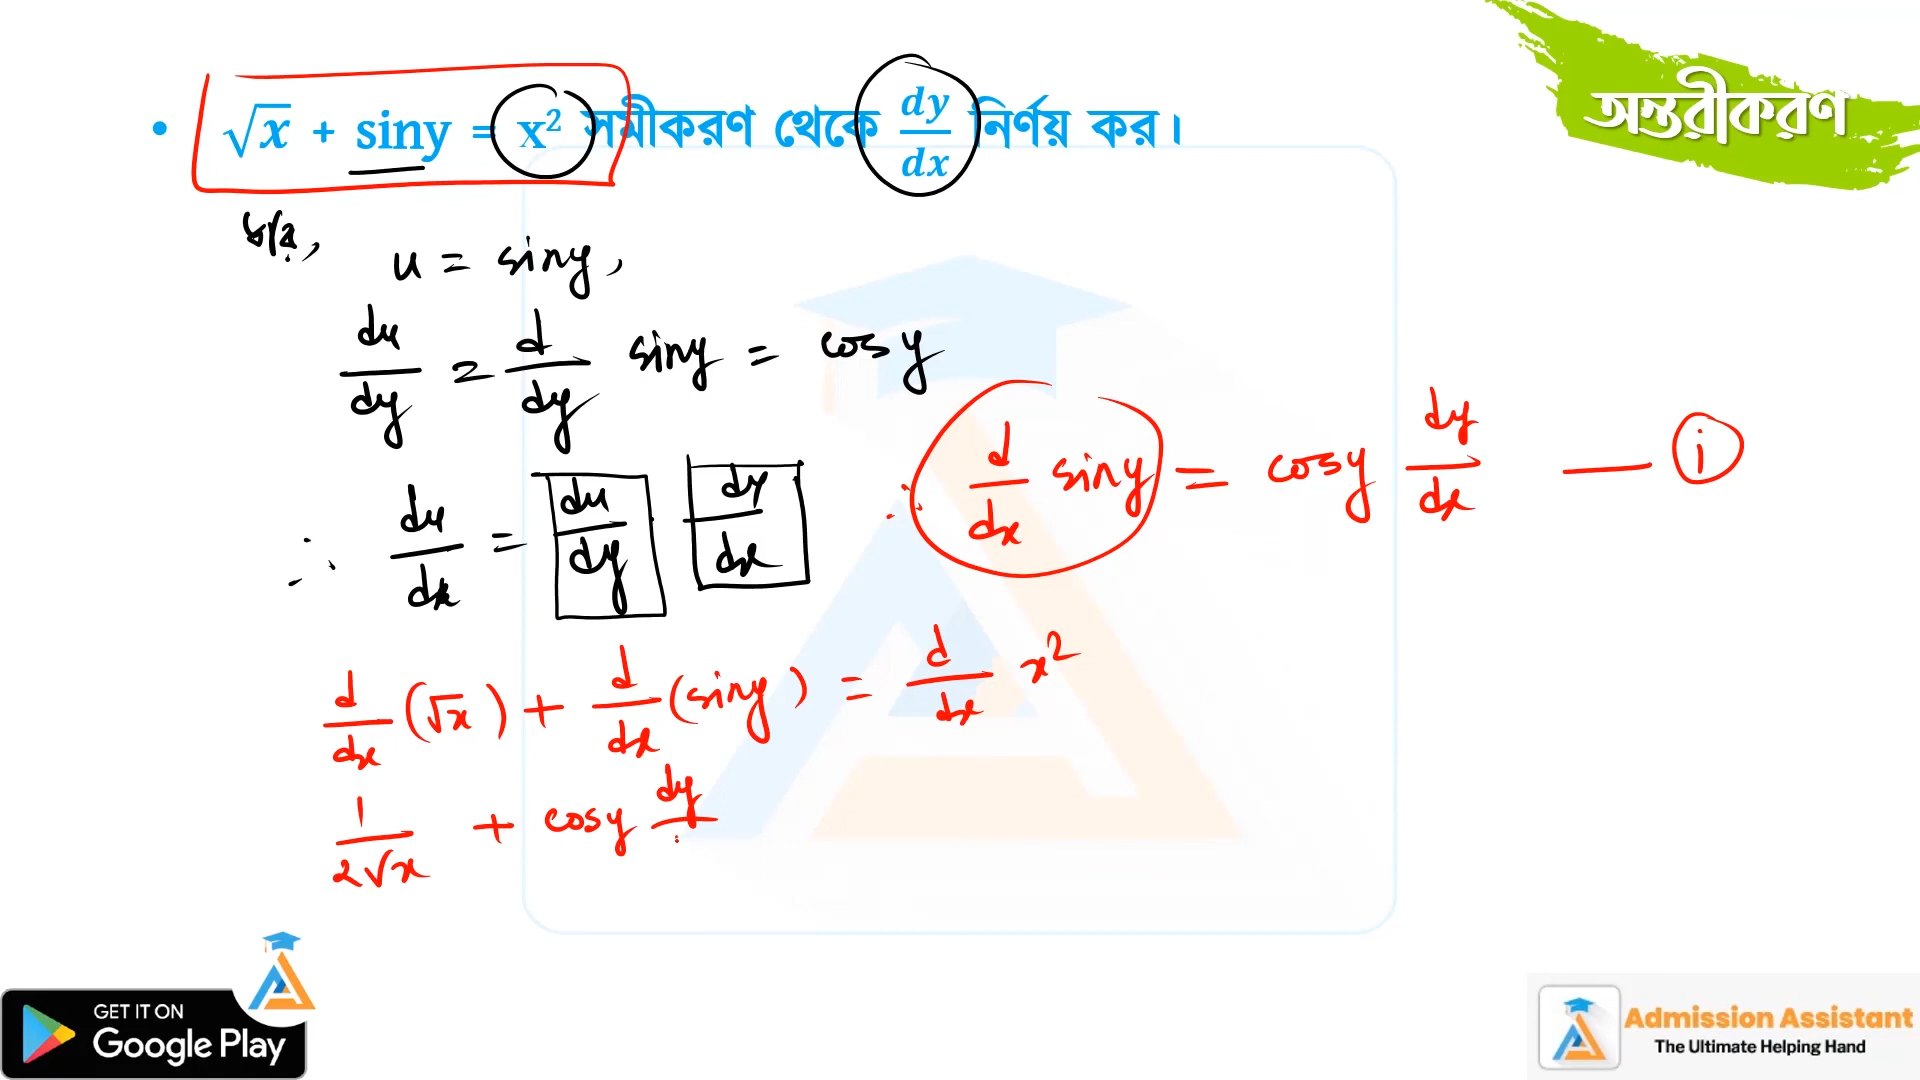 অন্তরীকরণ
• √x + siny = x² সমীকরণ থেকে dy/dx নির্ণয় কর।
ধরি,
u = siny,
du/dy = d/dy siny = cosy
∴ du/dx = du/dy · dy/dx
∴ d/dx siny = cosy dy/dx — i
d/dx (√x) + d/dx (siny) = d/dx x²
1/2√x + cosy dy/
GET IT ON
Google Play
Admission Assistant
The Ultimate Helping Hand